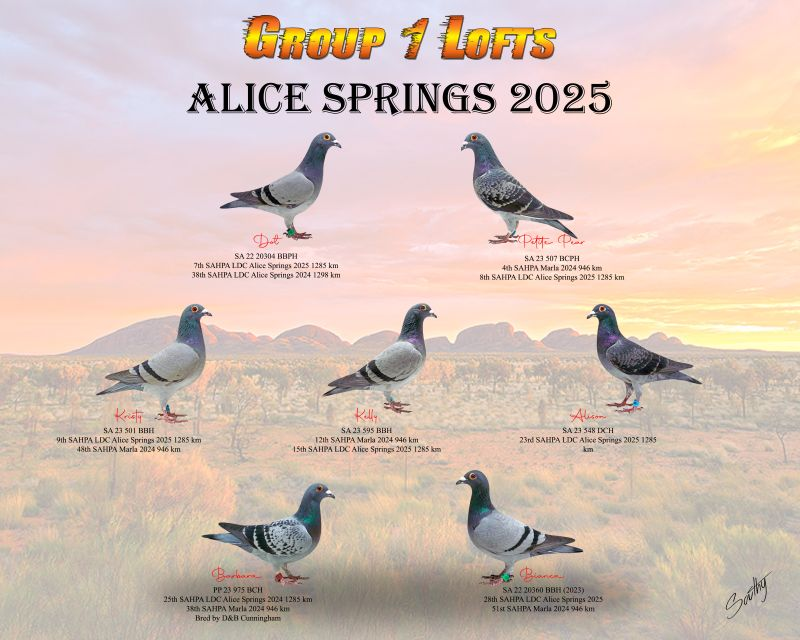 GROUP 1 LOFTS
ALICE SPRINGS 2025
Dot
SA 22 20304 BBPH
7th SAHPA LDC Alice Springs 2025 1285 km
38th SAHPA LDC Alice Springs 2024 1298 km
Petite Pear
SA 23 507 BCPH
4th SAHPA Marla 2024 946 km
8th SAHPA LDC Alice Springs 2025 1285 km
Kristy
SA 23 501 BBH
9th SAHPA LDC Alice Springs 2025 1285 km
48th SAHPA Marla 2024 946 km
Kelly
SA 23 595 BBH
12th SAHPA Marla 2024 946 km
15th SAHPA LDC Alice Springs 2025 1285 km
Alison
SA 23 548 DCH
23rd SAHPA LDC Alice Springs 2025 1285
km
Barbara
PP 23 975 BCH
25th SAHPA LDC Alice Springs 2024 1285 km
38th SAHPA Marla 2024 946 km
Bred by D&B Cunningham
Bianca
SA 22 20360 BBH (2023)
28th SAHPA LDC Alice Springs 2025
51st SAHPA Marla 2024 946 km